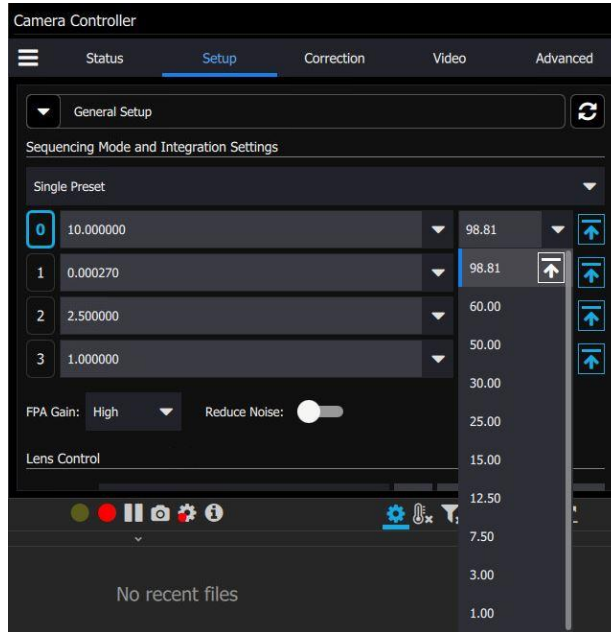 Camera Controller
Status Setup Correction Video Advanced
General Setup
Sequencing Mode and Integration Settings
Single Preset
0 10.000000 98.81
1 0.000270 98.81
2 2.500000 60.00
50.00
3 1.000000
30.00
FPA Gain: High Reduce Noise: 25.00
Lens Control 15.00
12.50
7.50
No recent files 3.00
1.00